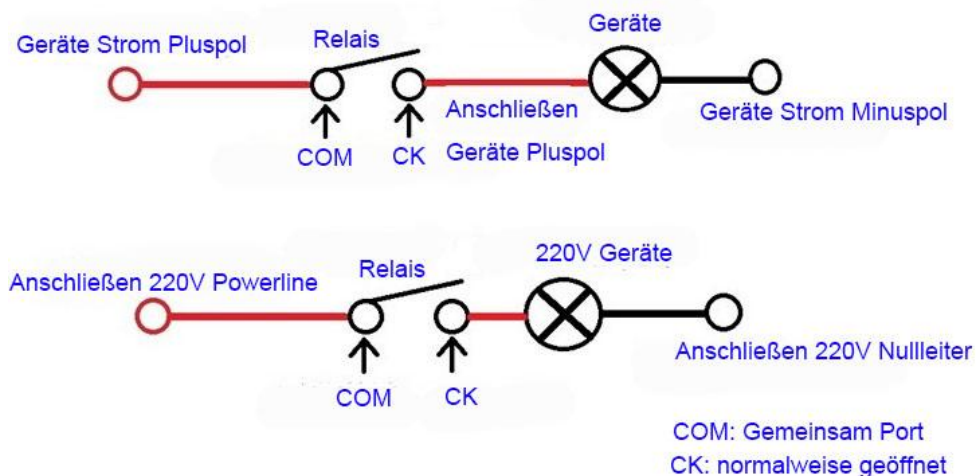 Geräte
Geräte Strom Pluspol
Relais
Anschließen
Geräte Strom Minuspol
COM
CK
Geräte Pluspol
220V Geräte
Anschließen 220V Powerline
Relais
Anschließen 220V Nullleiter
COM
CK
COM: Gemeinsam Port
CK: normalweise geöffnet